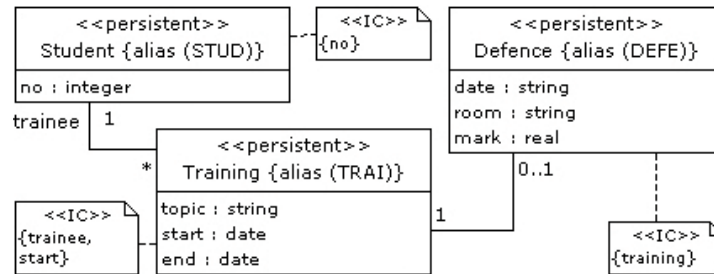 <<persistent>>
Student {alias (STUD)}
no : integer
<<IC>>
{no}
<<persistent>>
Defence {alias (DEFE)}
date : string
room : string
mark : real
trainee
1
*
<<persistent>>
Training {alias (TRAI)}
topic : string
start : date
end : date
1
0..1
<<IC>>
{trainee,
start}
<<IC>>
{training}